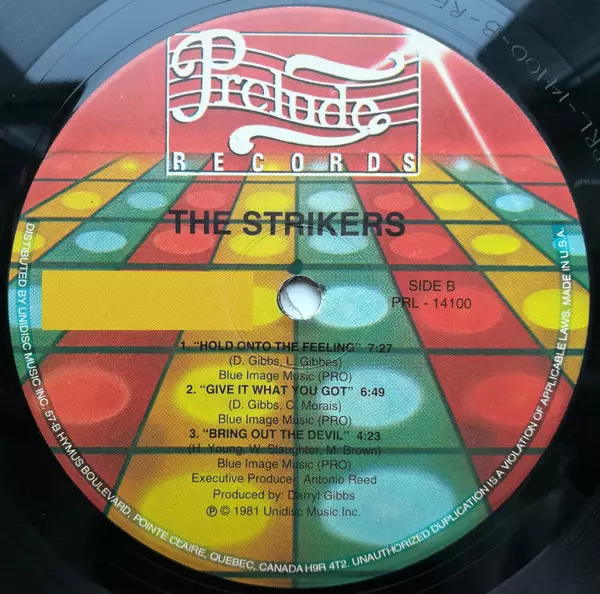 Prelude
RECORDS
THE STRIKERS
SIDE B
PRL - 14100
1. "HOLD ONTO THE FEELING" 7:27
(D. Gibbs, L. Gibbes)
Blue Image Music (PRO)
2. "GIVE IT WHAT YOU GOT" 6:49
(D. Gibbs, C. Morais)
Blue Image Music (PRO)
3. "BRING OUT THE DEVIL" 4:23
(H. Young, W. Slaughter, M. Brown)
Blue Image Music (PRO)
Executive Producer: Antonio Reed
Produced by: Darryl Gibbs
℗ © 1981 Unidisc Music Inc.
DISTRIBUTED BY UNIDISC MUSIC INC. 57-B HYMUS BOULEVARD, POINTE CLAIRE, QUEBEC, CANADA H9R 4T2. UNAUTHORIZED DUPLICATION IS A VIOLATION OF APPLICABLE LAWS. MADE IN U.S.A.
PRL-14100-B-RE